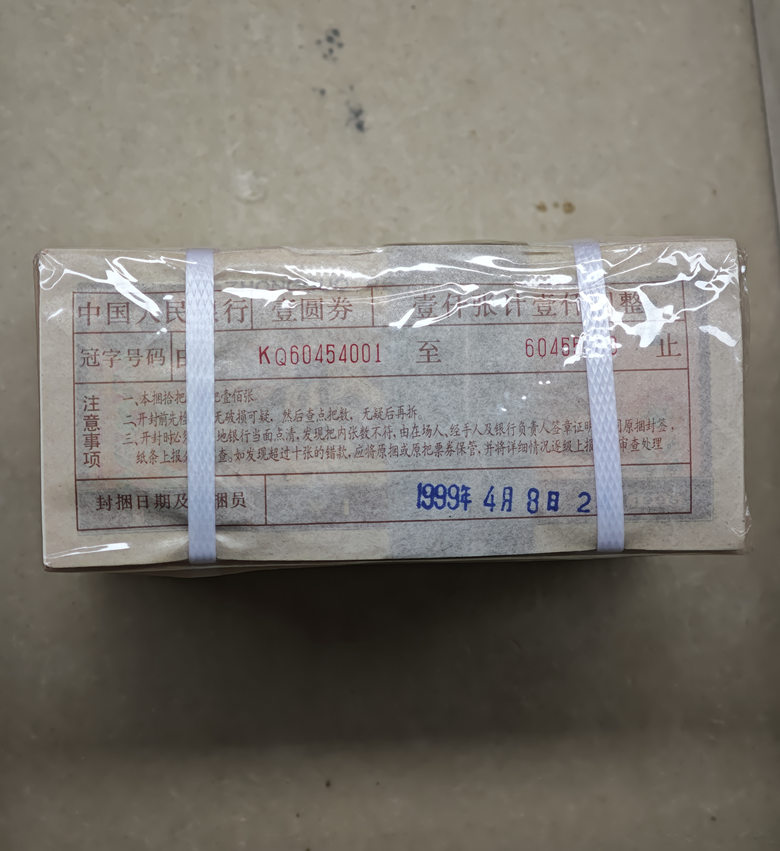 中国人民 行 壹圆券 壹仟张计壹仟 整
冠字号码 KQ60454001 至 6045 止
注意事项
一、本捆拾把 把壹佰张
二、开封前先检 无破损可疑，然后查点把数，无疑后再拆。
三、开封时必 地银行当面点清，发现把内张数不符，由在场人、经手人及银行负责人签章证明 同原捆封签，
纸条上报 查。如发现超过十张的错款，应将原捆或原把票券保管，并将详细情况逐级上报 审查处理。
封捆日期及 捆员 1999年 4月 8日 2